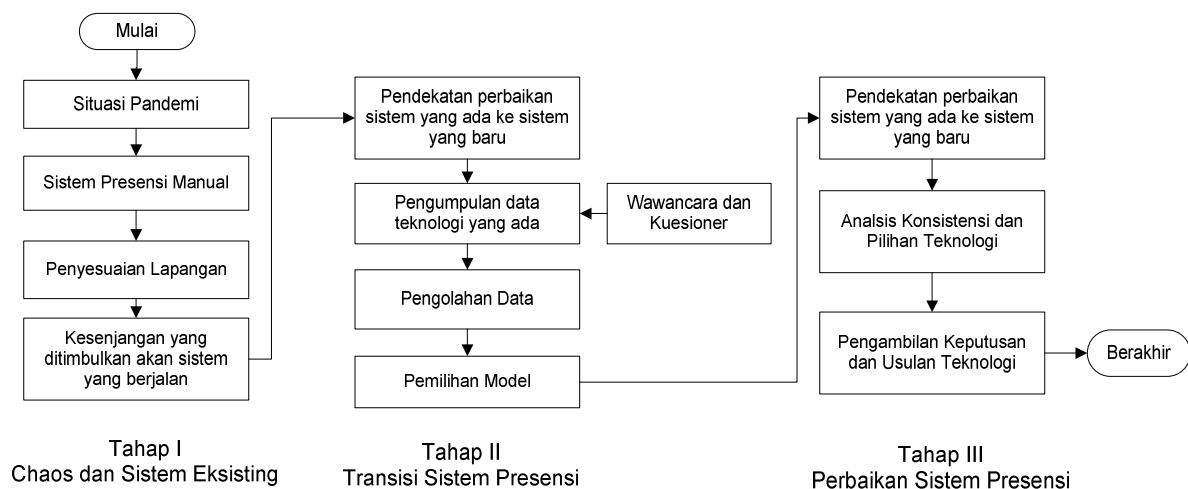 Mulai
Situasi Pandemi
Sistem Presensi Manual
Penyesuaian Lapangan
Kesenjangan yang
ditimbulkan akan sistem
yang berjalan
Tahap I
Chaos dan Sistem Eksisting
Pendekatan perbaikan
sistem yang ada ke sistem
yang baru
Pengumpulan data
teknologi yang ada
Wawancara dan
Kuesioner
Pengolahan Data
Pemilihan Model
Tahap II
Transisi Sistem Presensi
Pendekatan perbaikan
sistem yang ada ke sistem
yang baru
Analsis Konsistensi dan
Pilihan Teknologi
Pengambilan Keputusan
dan Usulan Teknologi
Berakhir
Tahap III
Perbaikan Sistem Presensi